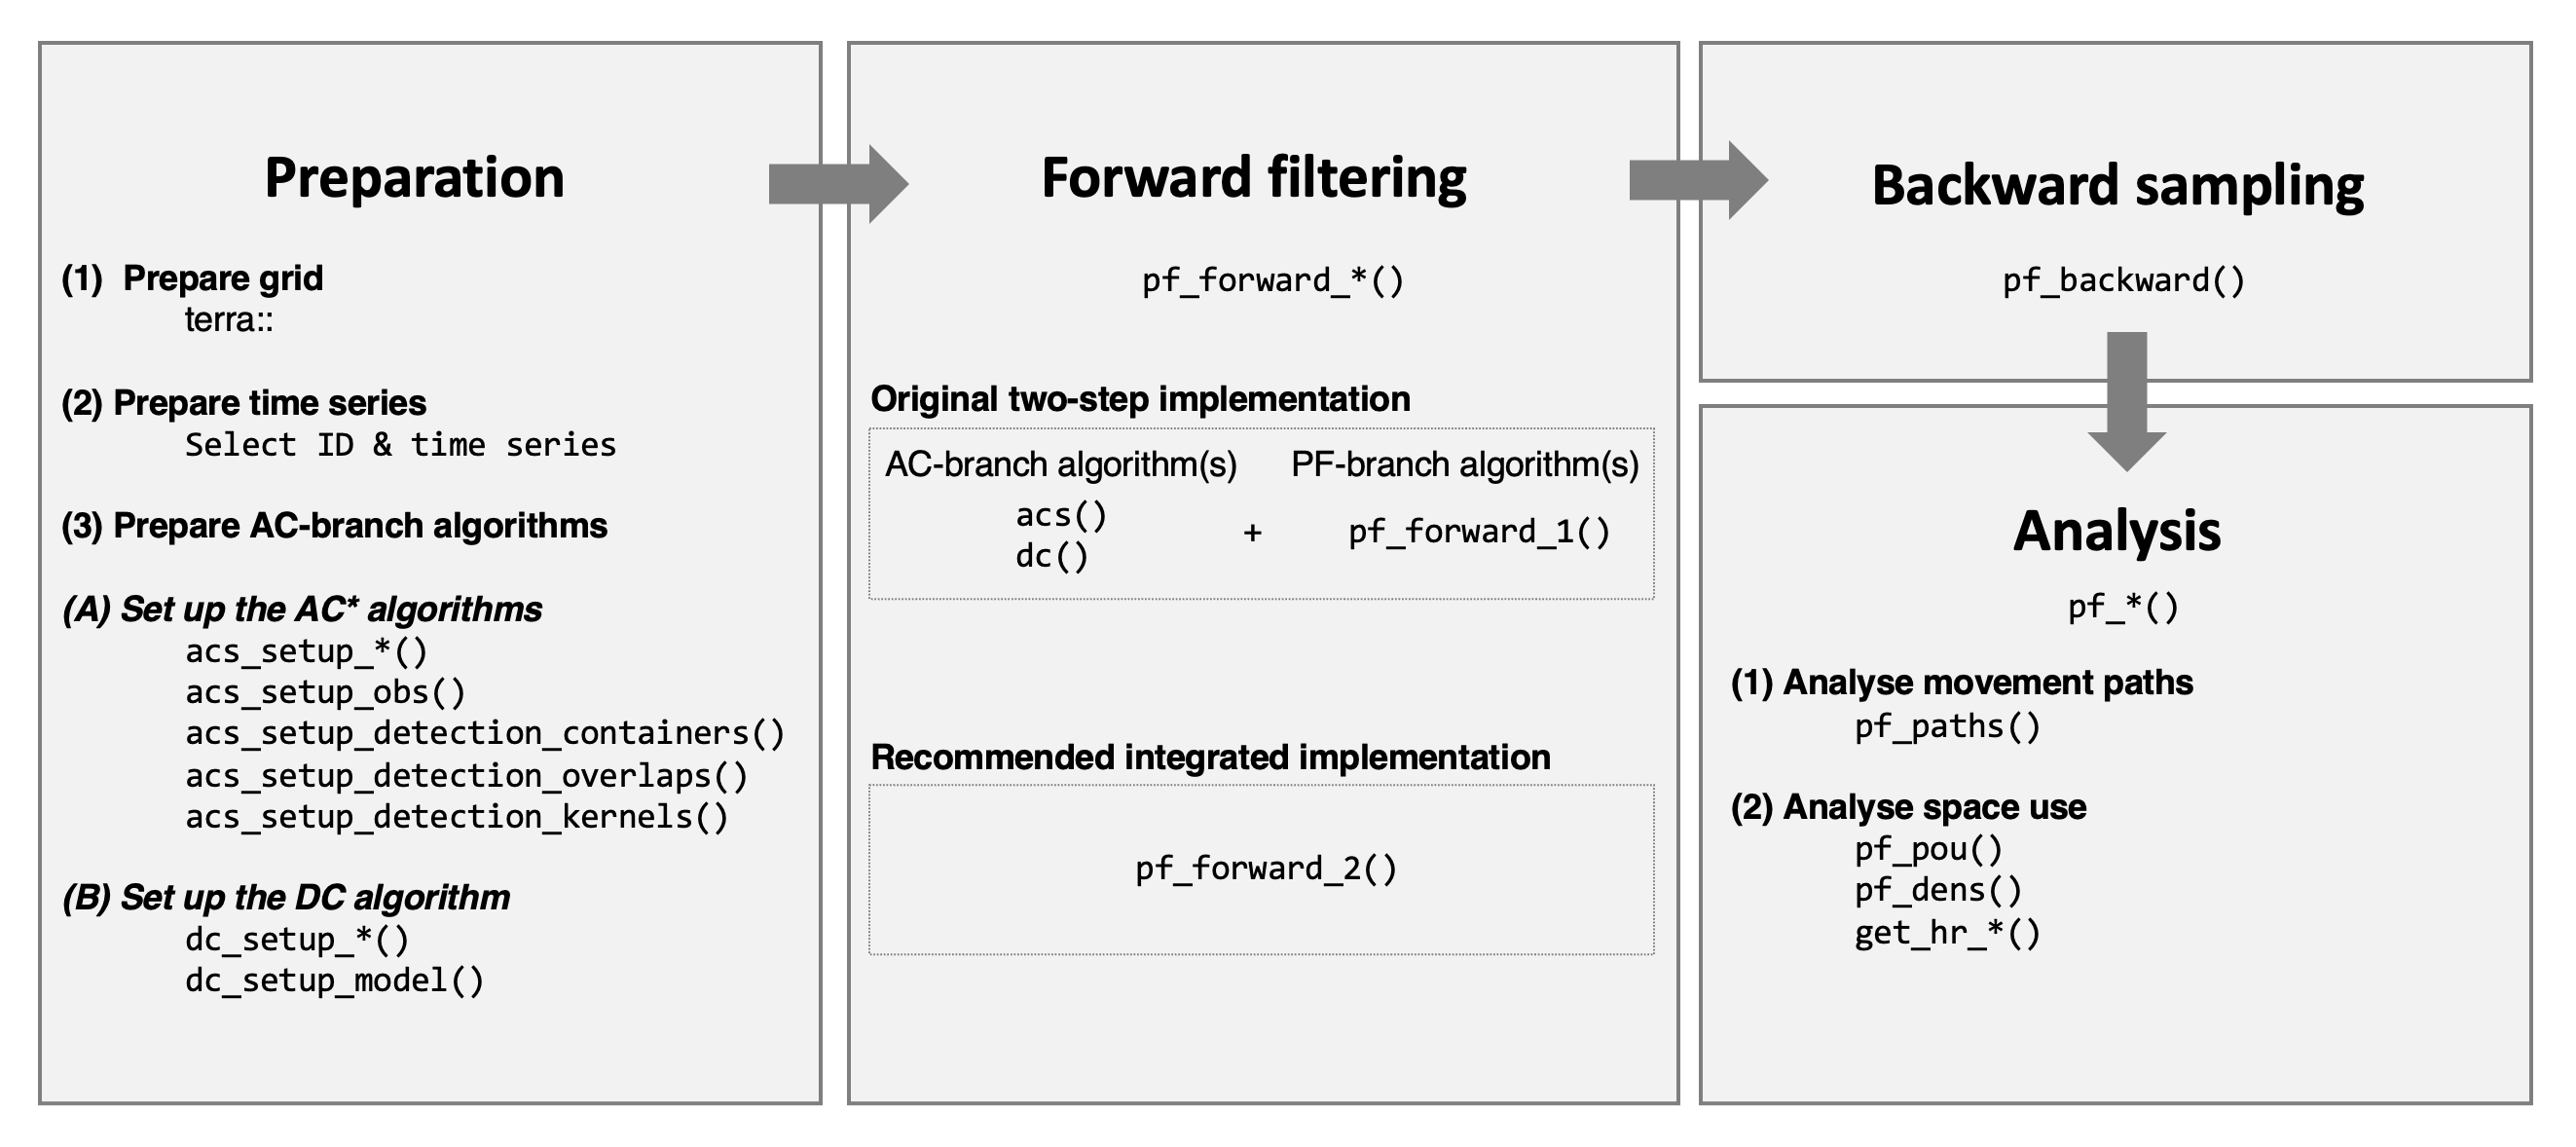 Preparation
(1) Prepare grid
terra::
(2) Prepare time series
Select ID & time series
(3) Prepare AC-branch algorithms
(A) Set up the AC* algorithms
acs_setup_*()
acs_setup_obs()
acs_setup_detection_containers()
acs_setup_detection_overlaps()
acs_setup_detection_kernels()
(B) Set up the DC algorithm
dc_setup_*()
dc_setup_model()
Forward filtering
pf_forward_*()
Original two-step implementation
AC-branch algorithm(s) PF-branch algorithm(s)
acs()
dc()
+ pf_forward_1()
Recommended integrated implementation
pf_forward_2()
Backward sampling
pf_backward()
Analysis
pf_*()
(1) Analyse movement paths
pf_paths()
(2) Analyse space use
pf_pou()
pf_dens()
get_hr_*()